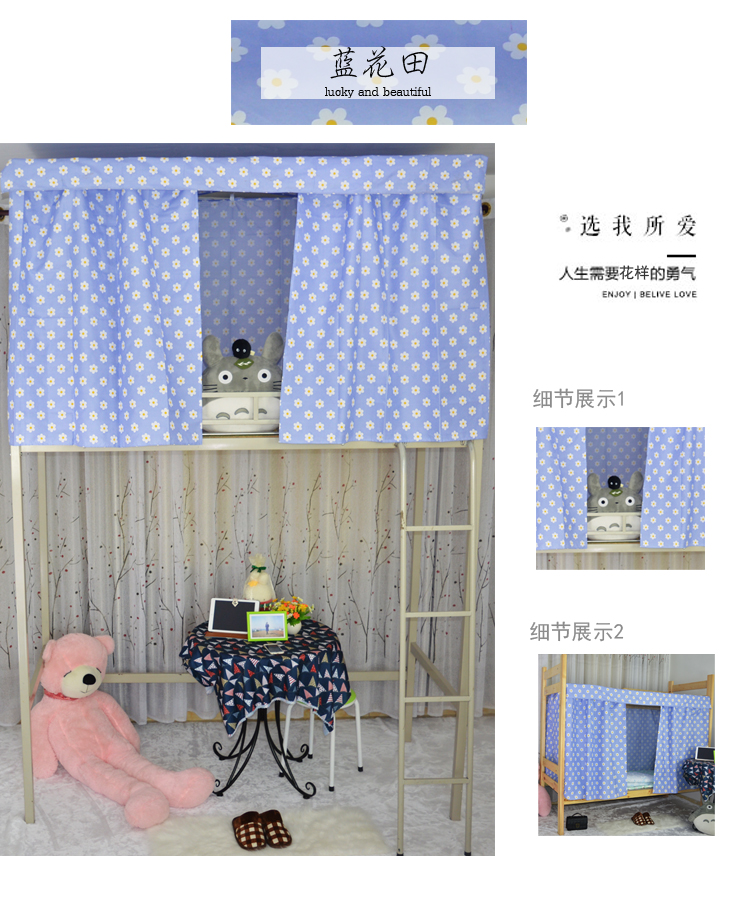 蓝花田
lucky and beautiful
选我所爱
人生需要花样的勇气
ENJOY | BELIVE LOVE
细节展示1
细节展示2